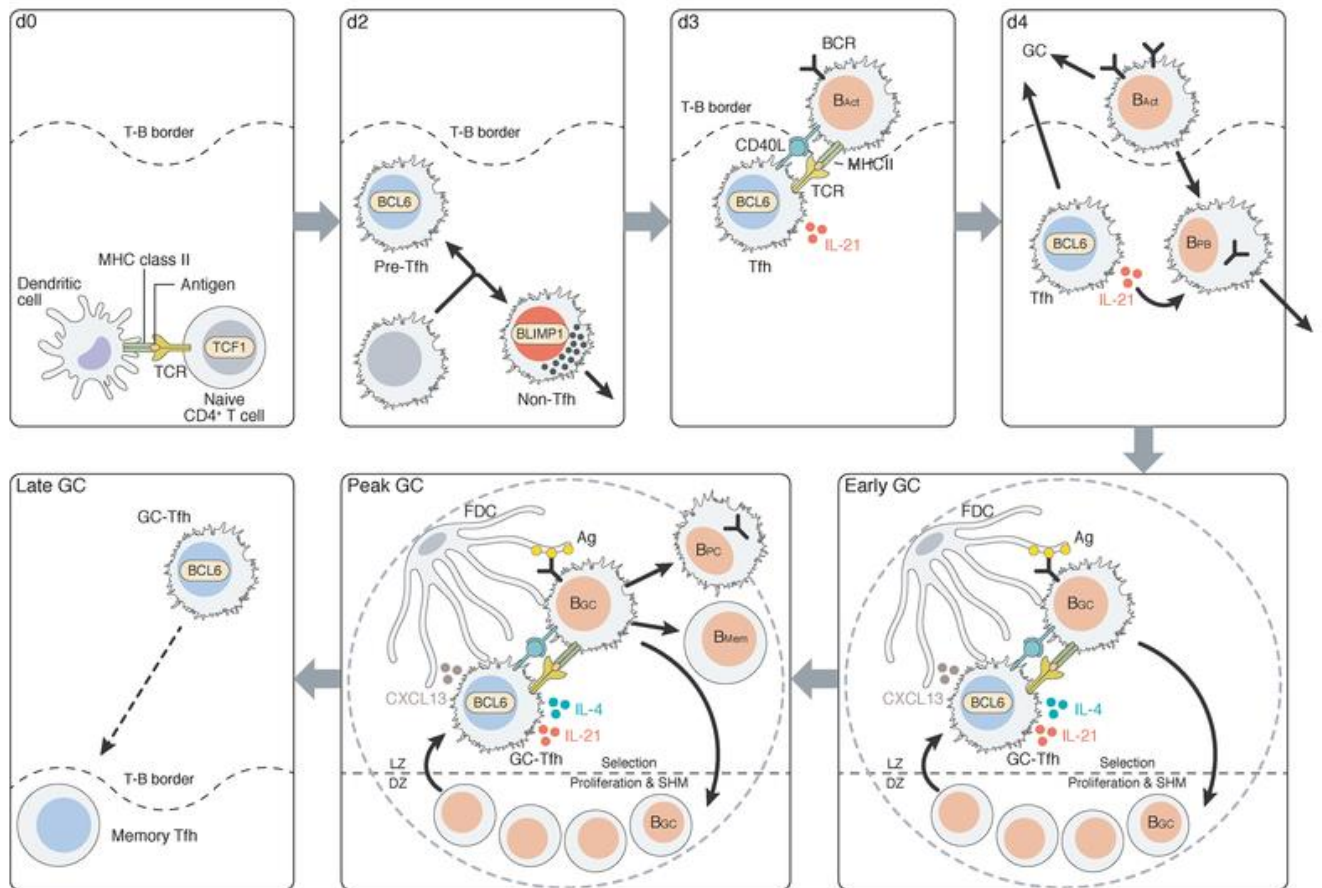 d0
T-B border
MHC class II
Dendritic
cell
Antigen
TCF1
TCR
Naive
CD4⁺ T cell
d2
T-B border
BCL6
Pre-Tfh
BLIMP1
Non-Tfh
d3
BCR
BAct
T-B border
CD40L
MHCII
TCR
BCL6
IL-21
Tfh
d4
GC
BAct
BCL6
BPB
Tfh
IL-21
Late GC
GC-Tfh
BCL6
T-B border
Memory Tfh
Peak GC
FDC
Ag
BPC
BGC
BMem
CXCL13
BCL6
IL-4
IL-21
GC-Tfh
LZ
Selection
DZ
Proliferation & SHM
BGC
Early GC
FDC
Ag
BGC
CXCL13
BCL6
IL-4
IL-21
GC-Tfh
LZ
Selection
DZ
Proliferation & SHM
BGC